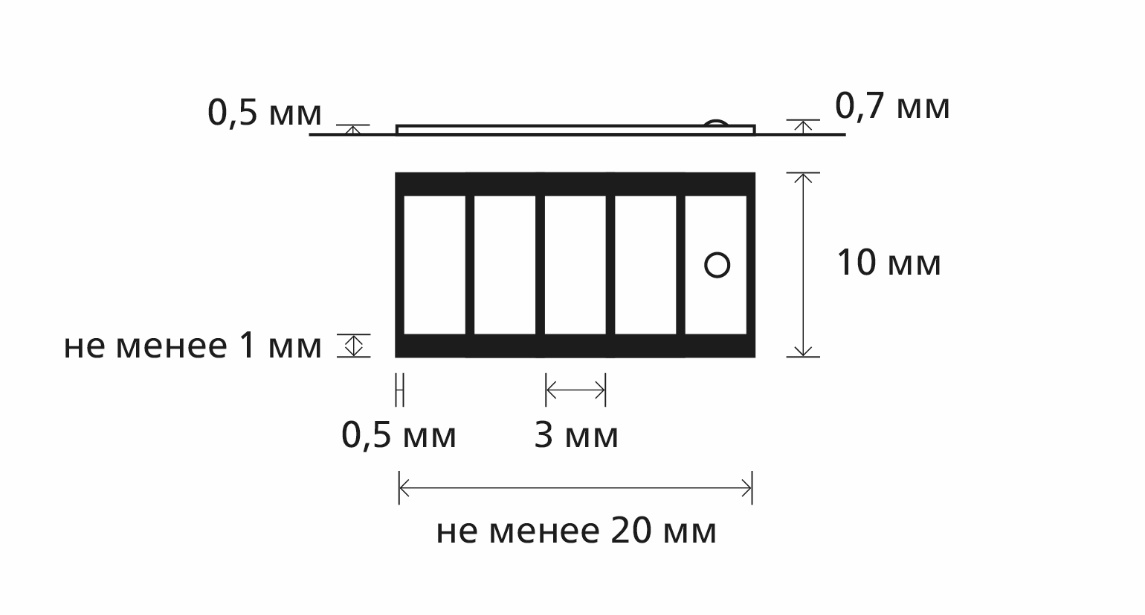 0,5 мм
0,7 мм
10 мм
не менее 1 мм
0,5 мм
3 мм
не менее 20 мм